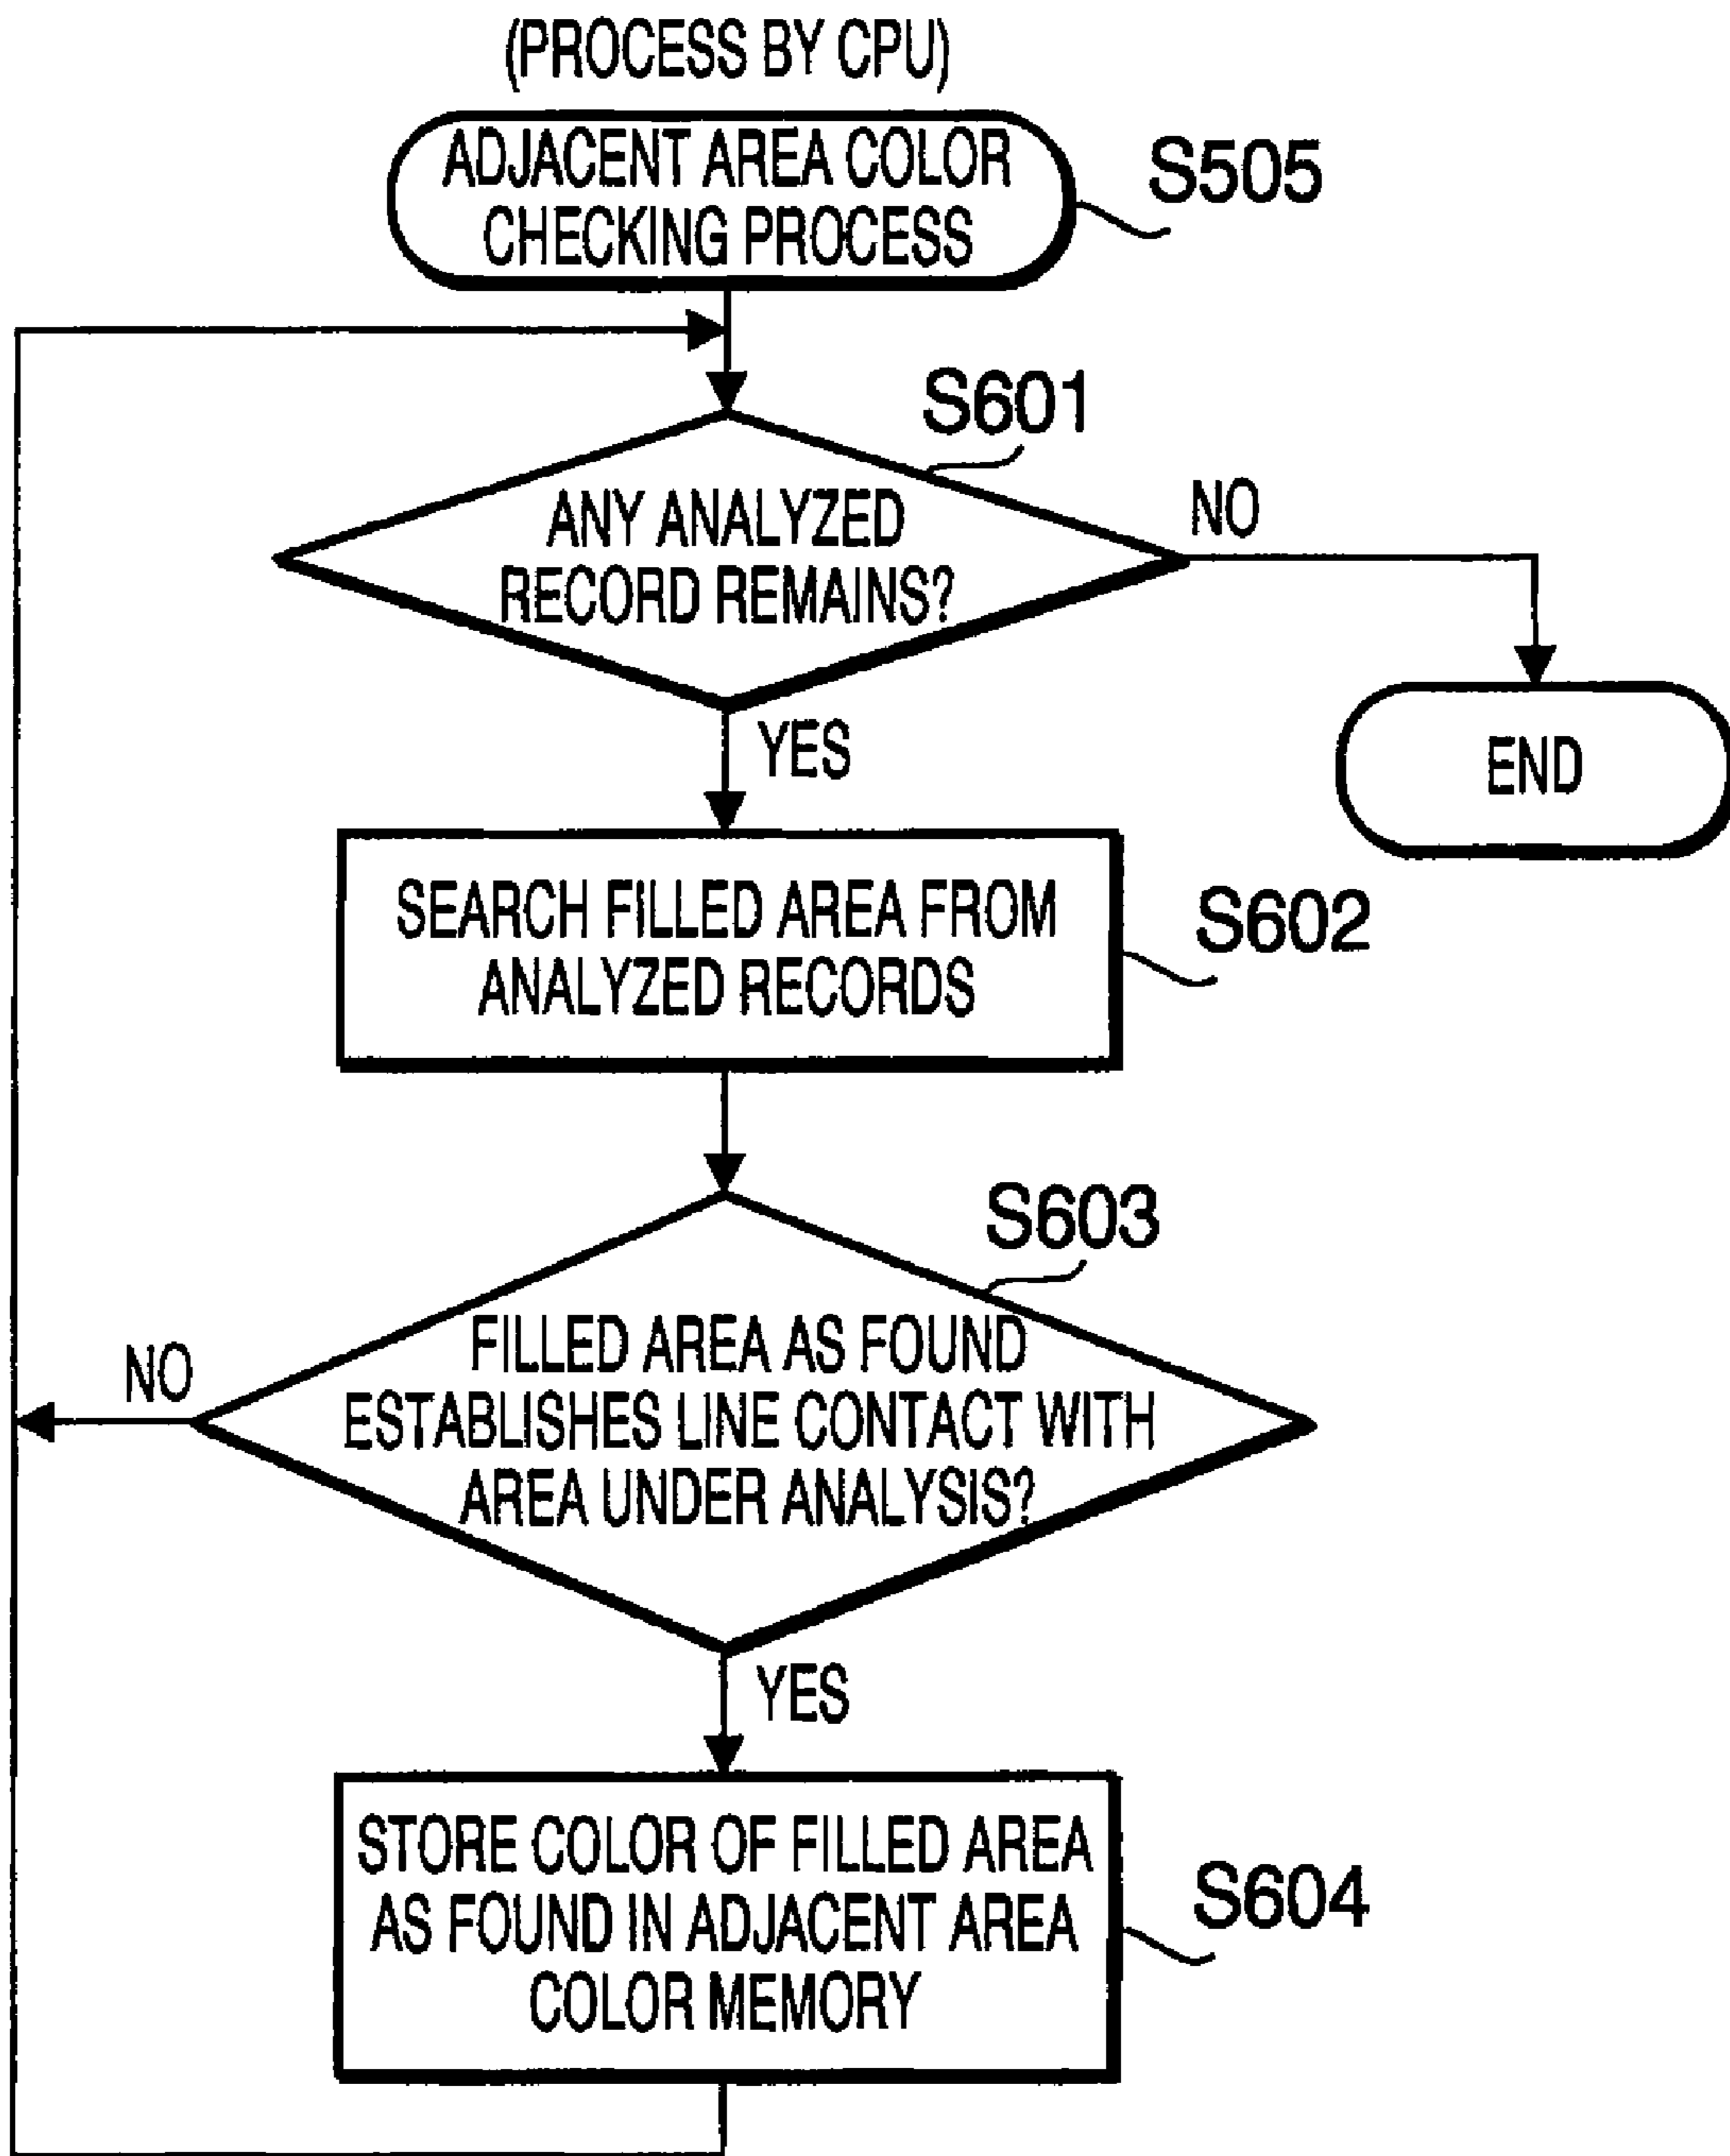 (PROCESS BY CPU)
ADJACENT AREA COLOR
CHECKING PROCESS
S505
S601
ANY ANALYZED
RECORD REMAINS?
NO
YES
END
SEARCH FILLED AREA FROM
ANALYZED RECORDS
S602
S603
FILLED AREA AS FOUND
ESTABLISHES LINE CONTACT WITH
AREA UNDER ANALYSIS?
NO
YES
STORE COLOR OF FILLED AREA
AS FOUND IN ADJACENT AREA
COLOR MEMORY
S604